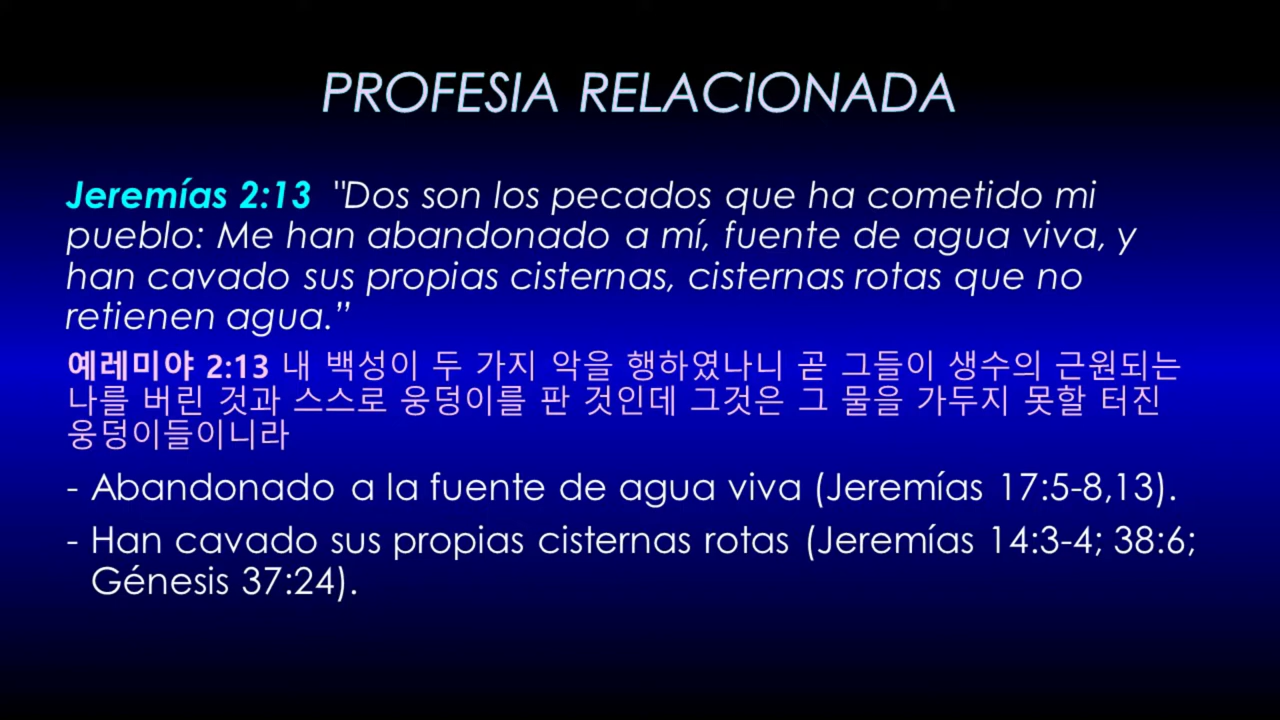 PROFESIA RELACIONADA
Jeremías 2:13 "Dos son los pecados que ha cometido mi
pueblo: Me han abandonado a mí, fuente de agua viva, y
han cavado sus propias cisternas, cisternas rotas que no
retienen agua.”
예레미야 2:13 내 백성이 두 가지 악을 행하였나니 곧 그들이 생수의 근원되는
나를 버린 것과 스스로 웅덩이를 판 것인데 그것은 그 물을 가두지 못할 터진
웅덩이들이니라
- Abandonado a la fuente de agua viva (Jeremías 17:5-8,13).
- Han cavado sus propias cisternas rotas (Jeremías 14:3-4; 38:6;
Génesis 37:24).